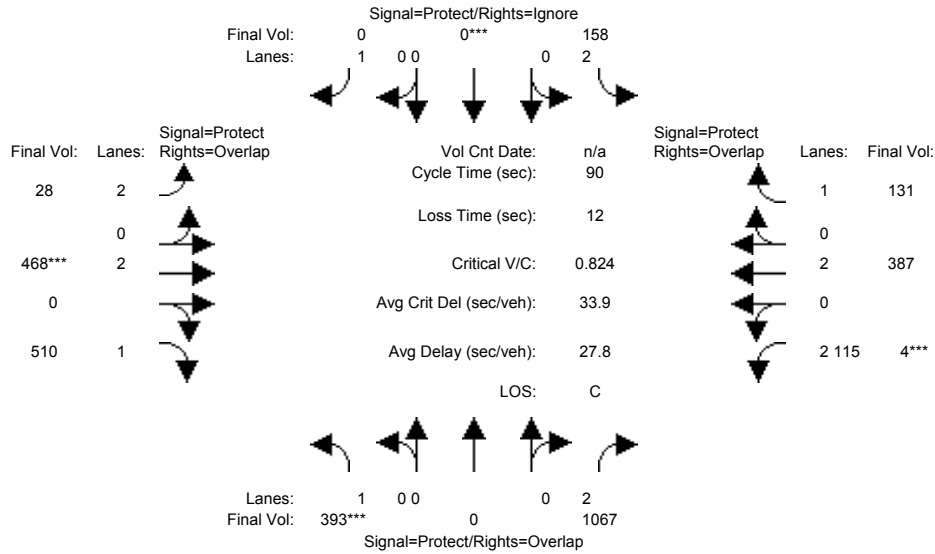 Signal=Protect/Rights=Ignore
Final Vol: 0 0*** 158
Lanes: 1 0 0 0 2
Signal=Protect
Final Vol: Lanes: Rights=Overlap
Vol Cnt Date: n/a
Signal=Protect
Rights=Overlap Lanes: Final Vol:
Cycle Time (sec): 90
28 2 1 131
Loss Time (sec): 12
0 0
468*** 2 Critical V/C: 0.824 2 387
0 Avg Crit Del (sec/veh): 33.9 0
510 1 Avg Delay (sec/veh): 27.8 2 115 4***
LOS: C
Lanes: 1 0 0 0 2
Final Vol: 393*** 0 1067
Signal=Protect/Rights=Overlap